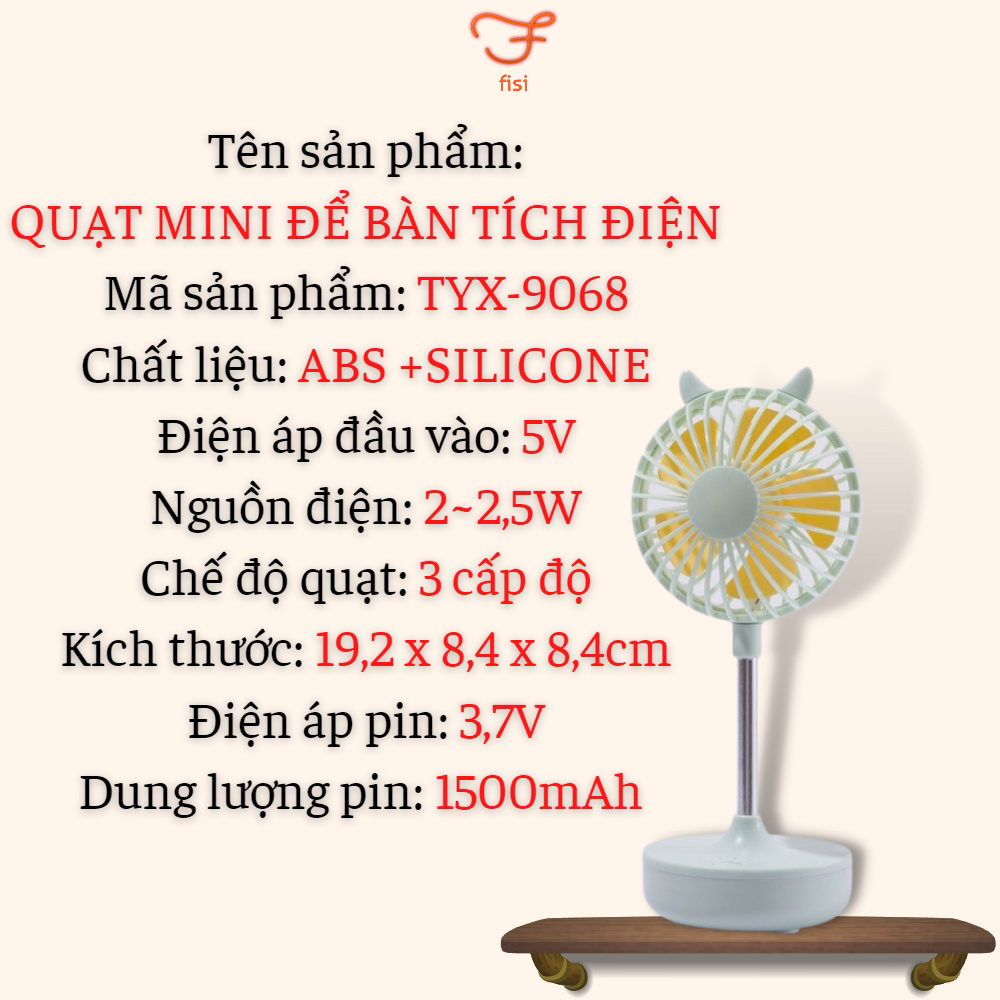 fisi
Tên sản phẩm:
QUẠT MINI ĐỂ BÀN TÍCH ĐIỆN
Mã sản phẩm: TYX-9068
Chất liệu: ABS +SILICONE
Điện áp đầu vào: 5V
Nguồn điện: 2~2,5W
Chế độ quạt: 3 cấp độ
Kích thước: 19,2 x 8,4 x 8,4cm
Điện áp pin: 3,7V
Dung lượng pin: 1500mAh